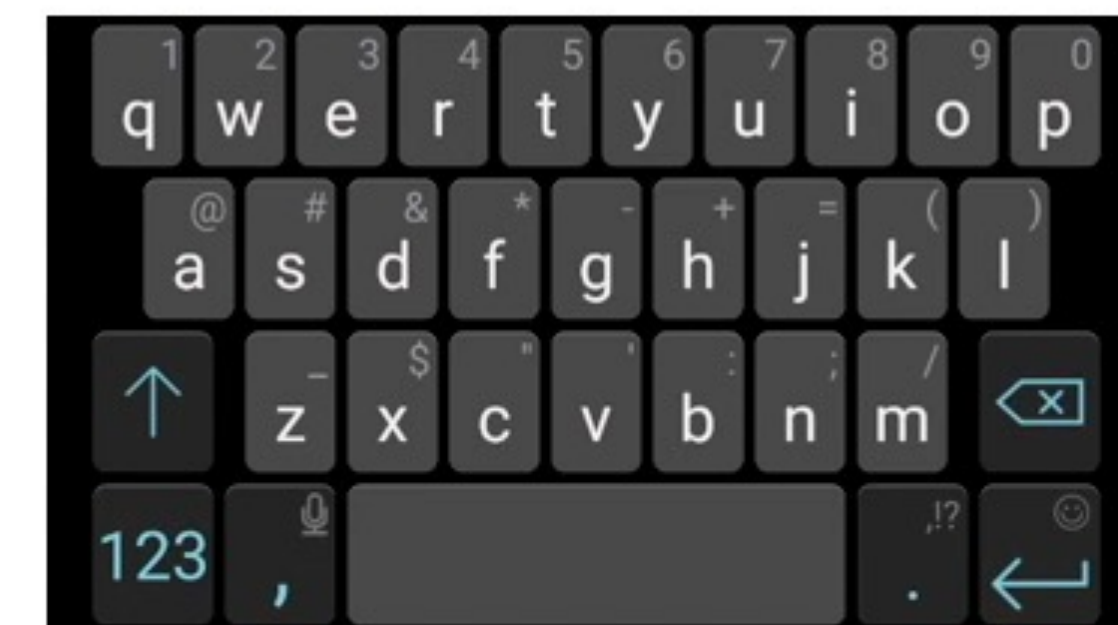 1 2 3 4 5 6 7 8 9 0
q w e r t y u i o p
@ # & * - + = ( )
a s d f g h j k l
_ $ " ' : ; /
z x c v b n m
,!?
123 , .